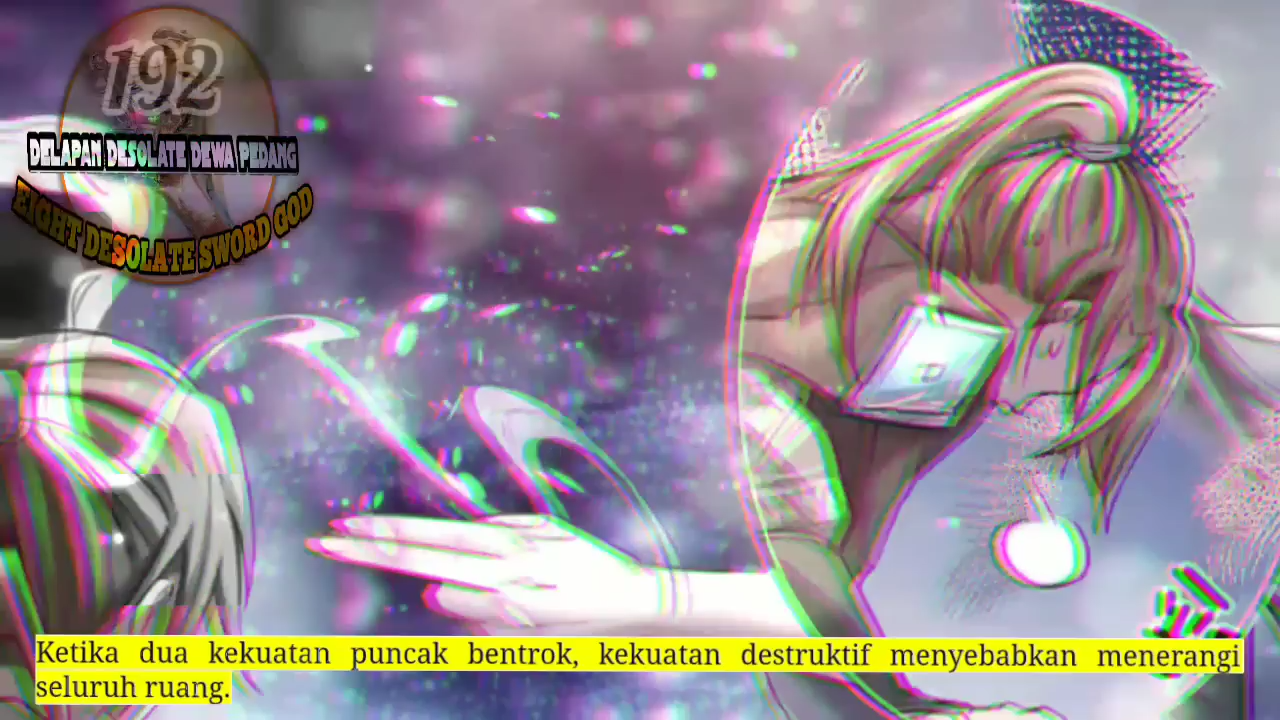 192
DELAPAN DESOLATE DEWA PEDANG
EIGHT DESOLATE SWORD GOD
Ketika dua kekuatan puncak bentrok, kekuatan destruktif menyebabkan menerangi
seluruh ruang.